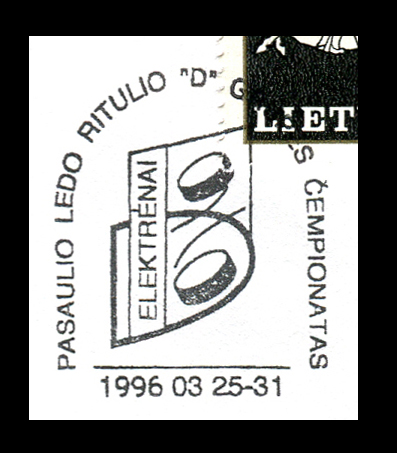 PASAULIO LEDO RITULIO "D" ČEMPIONATAS
LIET
ELEKTRĖNAI
1996 03 25-31